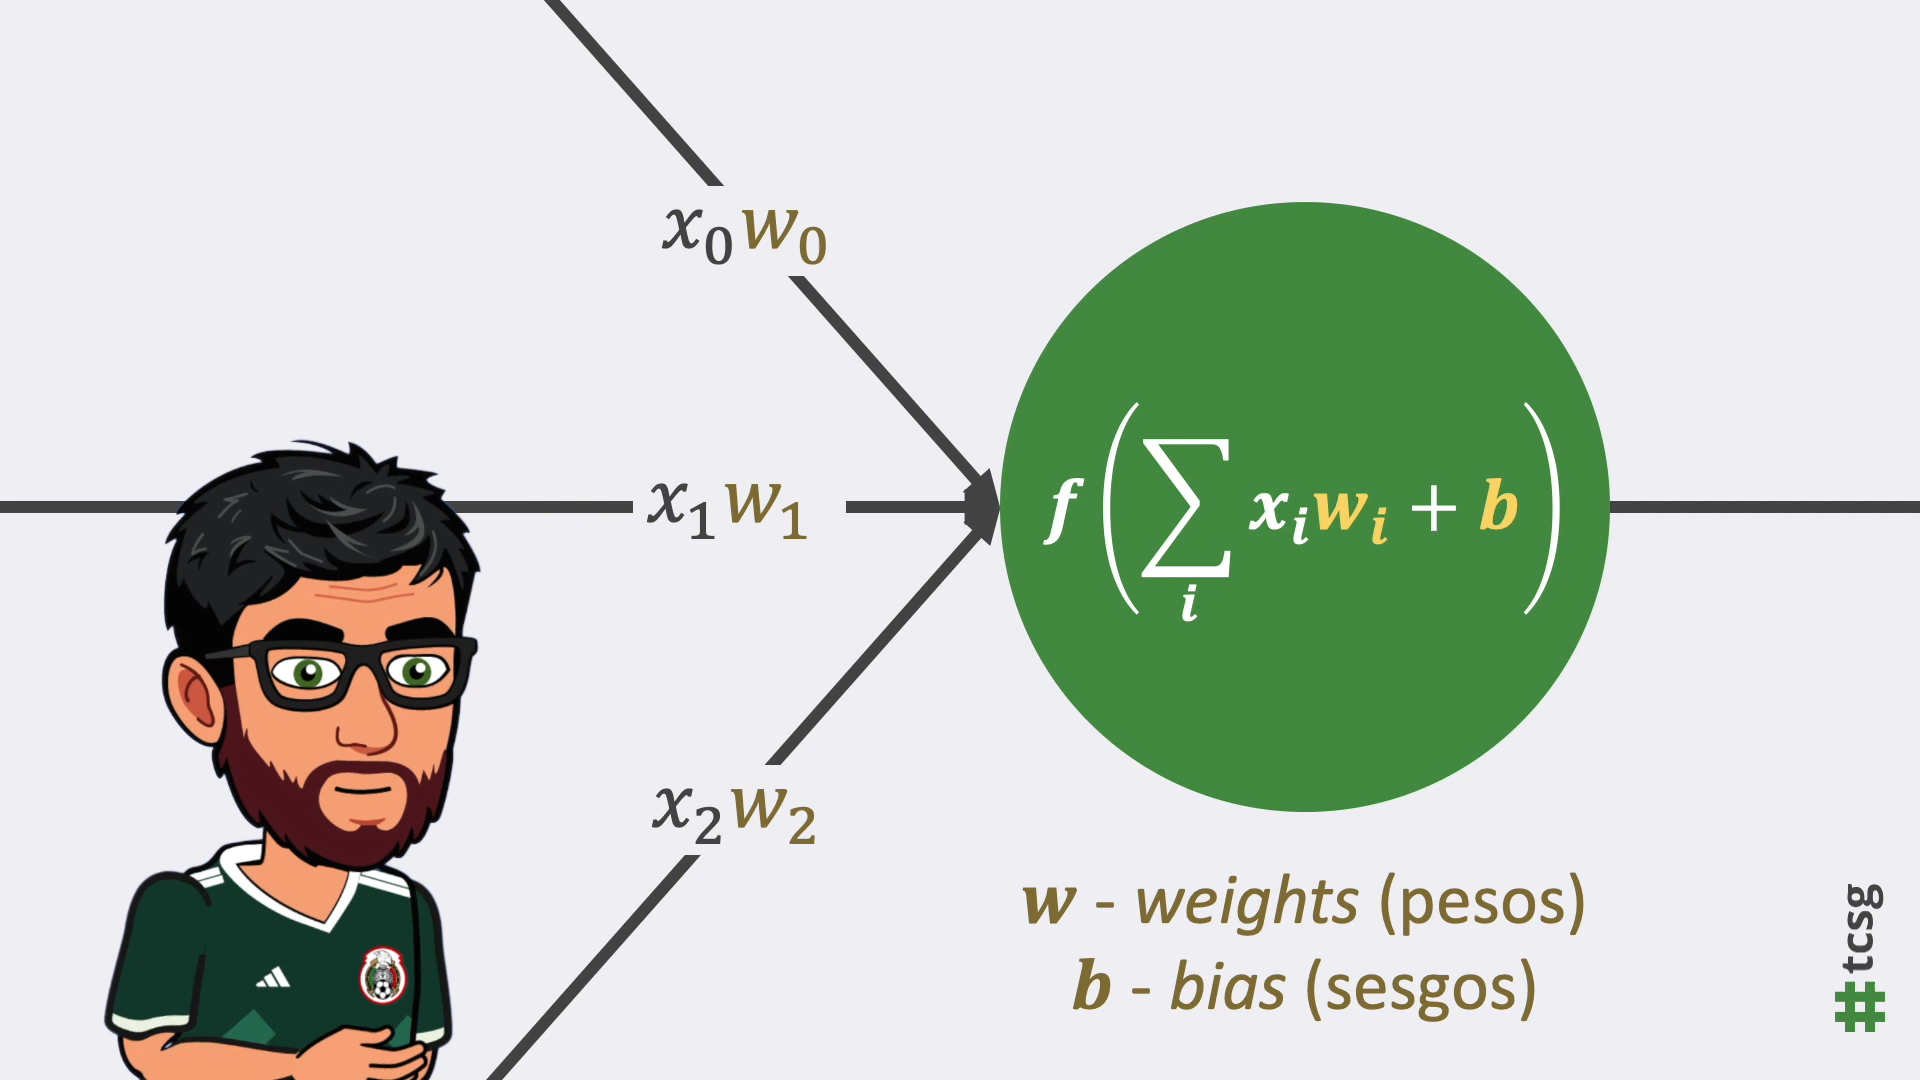 x₀w₀
x₁w₁
f(∑ᵢ xᵢwᵢ + b)
x₂w₂
w - weights (pesos)
b - bias (sesgos)
#tcsg